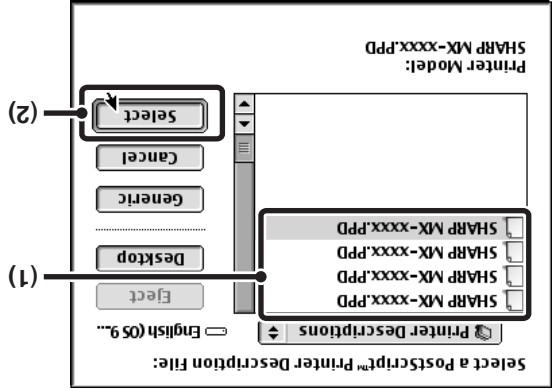 Select a PostScript™ Printer Description File:
Printer Descriptions
English (OS 9...
SHARP MX-xxxx.PPD
SHARP MX-xxxx.PPD
SHARP MX-xxxx.PPD
SHARP MX-xxxx.PPD
Eject
Desktop
Generic
Cancel
Select
Printer Model:
SHARP MX-xxxx.PPD
(1)
(2)